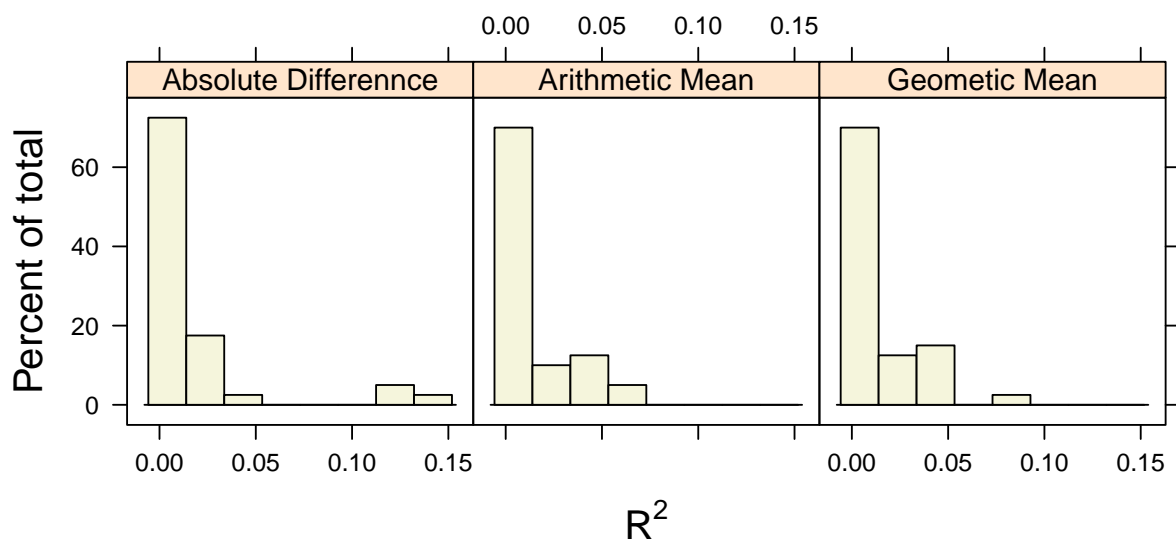 0.00 0.05 0.10 0.15
Absolute Differennce Arithmetic Mean Geometic Mean
Percent of total
60
40
20
0
0.00 0.05 0.10 0.15 0.00 0.05 0.10 0.15
R²